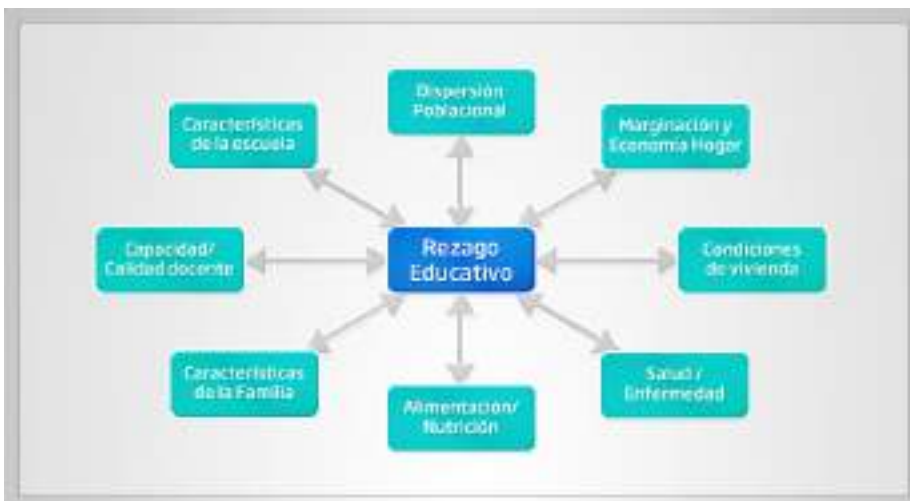 Dispersión
Poblacional
Características
de la escuela
Marginación y
Economía Hogar
Capacidad/
Calidad docente
Rezago
Educativo
Condiciones
de vivienda
Características
de la Familia
Alimentación/
Nutrición
Salud /
Enfermedad